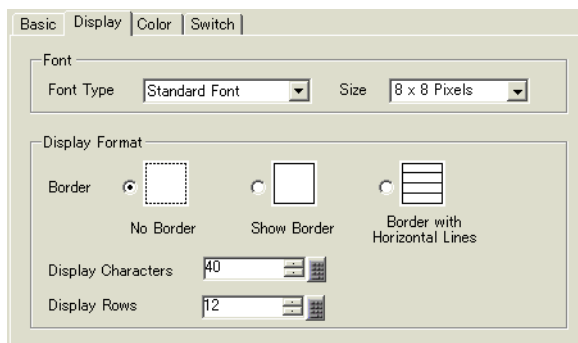 Basic Display Color Switch
Font
Font Type Standard Font Size 8 x 8 Pixels
Display Format
Border
No Border Show Border Border with
Horizontal Lines
Display Characters 40
Display Rows 12